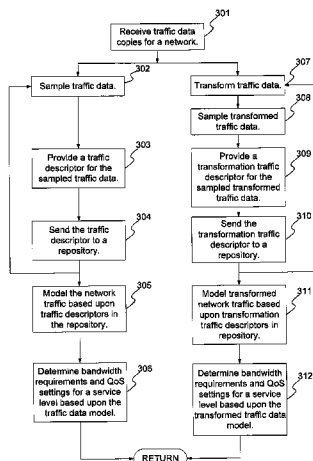 301
Receive traffic data
copies for a network.
302
Sample traffic data.
307
Transform traffic data.
308
Sample transformed
traffic data.
303
Provide a traffic
descriptor for the
sampled traffic data.
309
Provide a
transformation traffic
descriptor for the
sampled transformed
traffic data.
304
Send the traffic
descriptor to a
repository.
310
Send the
transformation traffic
descriptor to a
repository.
305
Model the network
traffic based upon
traffic descriptors in
the repository.
311
Model transformed
network traffic based
upon transformation
traffic descriptors in
repository.
306
Determine bandwidth
requirements and QoS
settings for a service
level based upon the
traffic data model.
312
Determine bandwidth
requirements and QoS
settings for a service
level based upon the
transformed traffic data
model.
RETURN